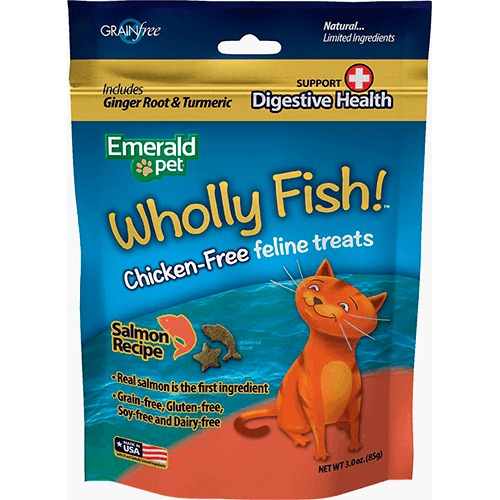 GRAINfree
Natural...
Limited Ingredients
Includes
Ginger Root & Turmeric
SUPPORT
Digestive Health
Emerald
pet
Wholly Fish!™
Chicken-Free feline treats
Salmon
Recipe
• Real salmon is the first ingredient
• Grain-free, Gluten-free,
Soy-free and Dairy-free
MADE IN
USA
NET WT 3.0 oz. (85g)